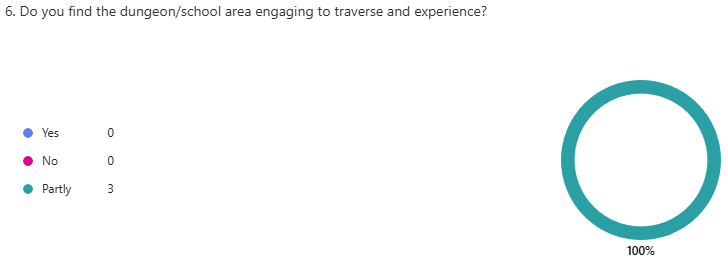 6. Do you find the dungeon/school area engaging to traverse and experience?
Yes 0
No 0
Partly 3
100%